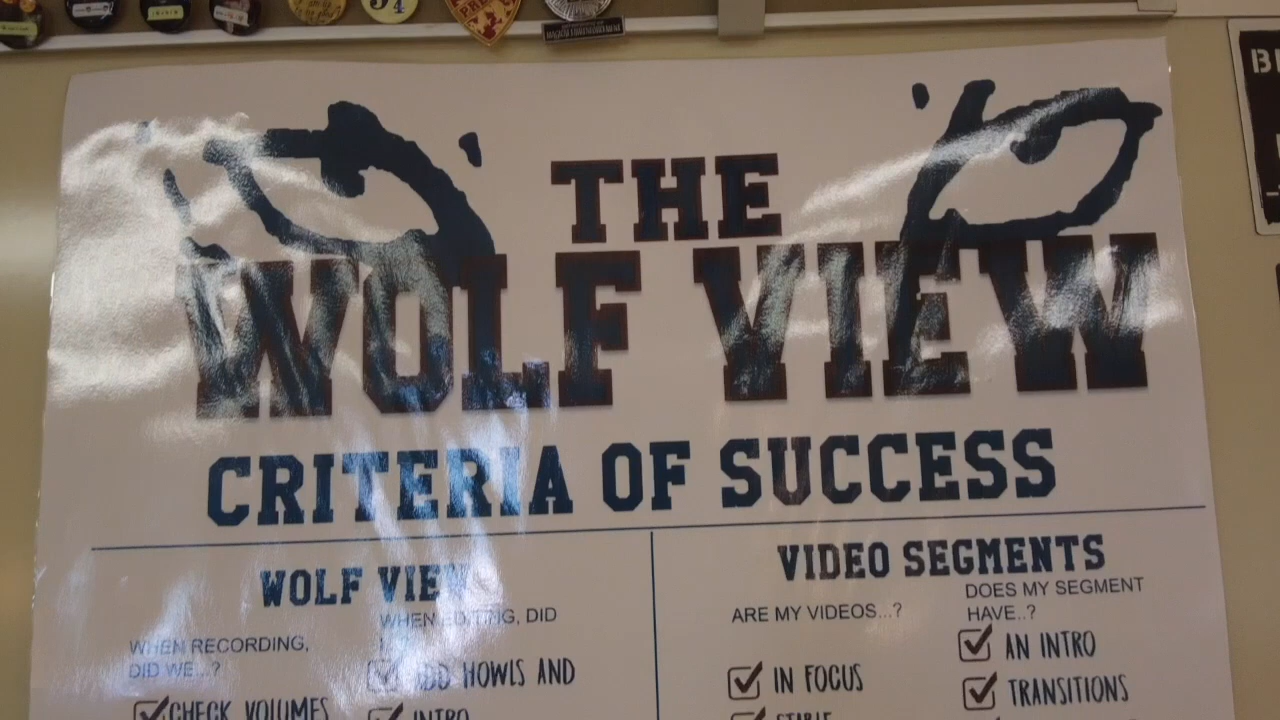 THE
WOLF VIEW
CRITERIA OF SUCCESS
WOLF VIEW
WHEN RECORDING,
DID WE...?
CHECK VOLUMES
WHEN EDITING, DID
ADD HOWLS AND
INTRO
VIDEO SEGMENTS
ARE MY VIDEOS...?
IN FOCUS
STABLE
DOES MY SEGMENT
HAVE..?
AN INTRO
TRANSITIONS